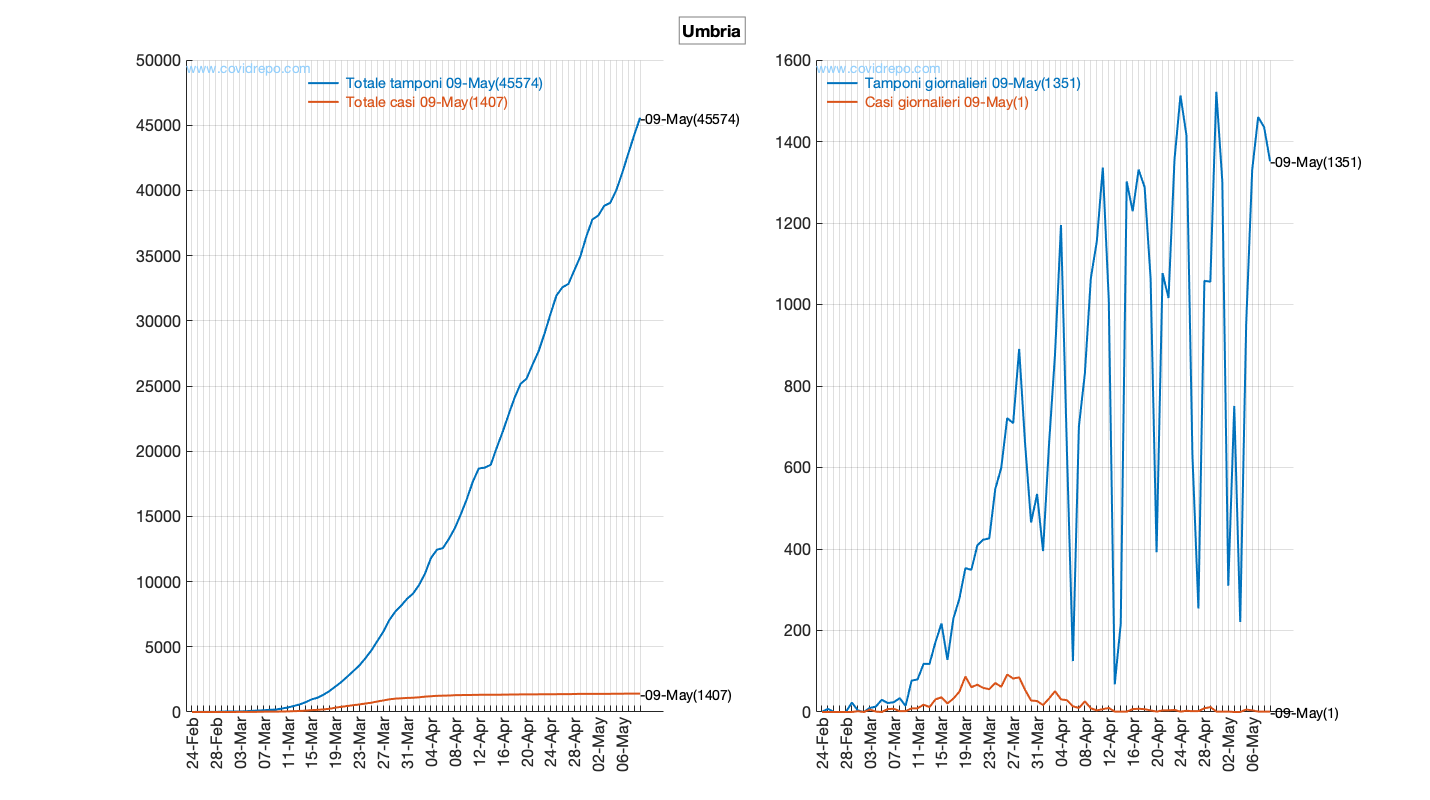 Umbria
www.covidrepo.com
Totale tamponi 09-May(45574)
Totale casi 09-May(1407)
50000
45000
40000
35000
30000
25000
20000
15000
10000
5000
0
-09-May(45574)
-09-May(1407)
24-Feb
28-Feb
03-Mar
07-Mar
11-Mar
15-Mar
19-Mar
23-Mar
27-Mar
31-Mar
04-Apr
08-Apr
12-Apr
16-Apr
20-Apr
24-Apr
28-Apr
02-May
06-May
www.covidrepo.com
Tamponi giornalieri 09-May(1351)
Casi giornalieri 09-May(1)
1600
1400
1200
1000
800
600
400
200
0
-09-May(1351)
-09-May(1)
24-Feb
28-Feb
03-Mar
07-Mar
11-Mar
15-Mar
19-Mar
23-Mar
27-Mar
31-Mar
04-Apr
08-Apr
12-Apr
16-Apr
20-Apr
24-Apr
28-Apr
02-May
06-May